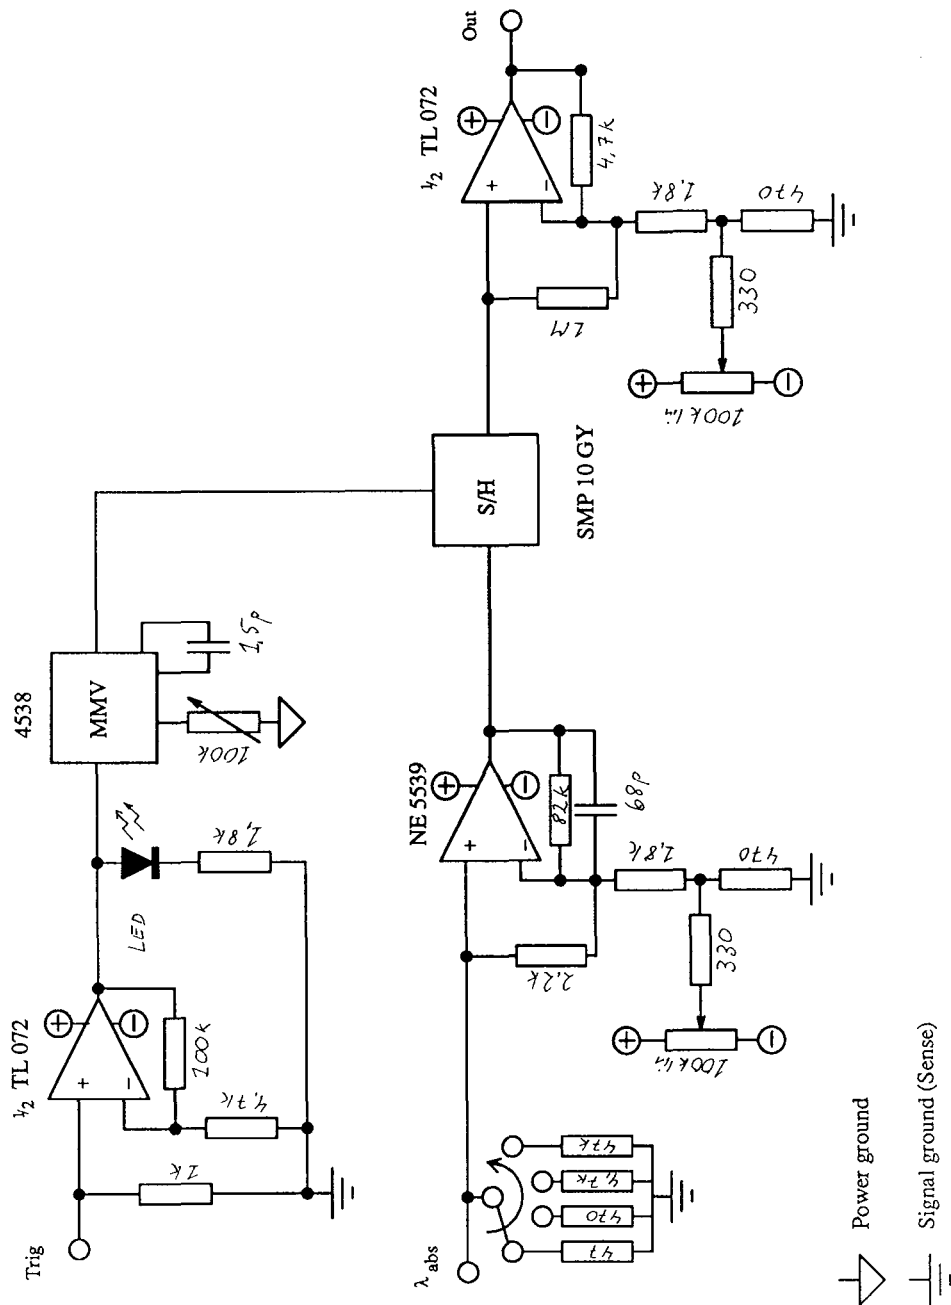 Trig
1k
½ TL 072
+
−
+
−
100k
4,7k
LED
1,8k
4538
MMV
100k
1,5p
λ abs
47
470
4,7k
47k
2,2k
NE 5539
+
−
+
−
82k
68p
1,8k
470
330
+
100k lin
−
S/H
SMP 10 GY
1M
½ TL 072
+
−
+
−
4,7k
1,8k
470
330
+
100k lin
−
Out
Power ground
Signal ground (Sense)